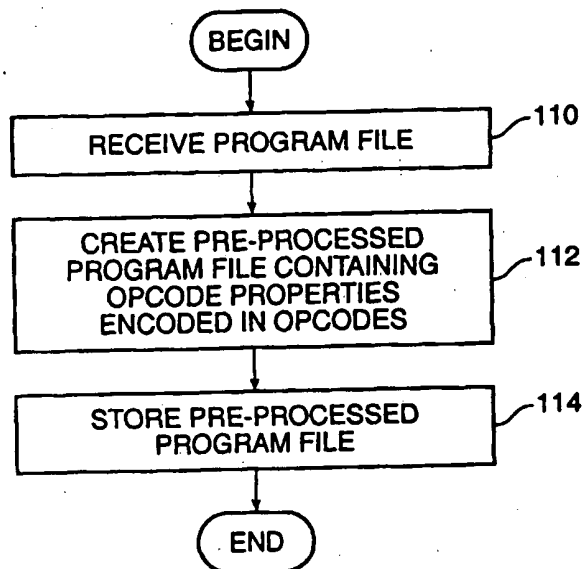 BEGIN
RECEIVE PROGRAM FILE
110
CREATE PRE-PROCESSED
PROGRAM FILE CONTAINING
OPCODE PROPERTIES
ENCODED IN OPCODES
112
STORE PRE-PROCESSED
PROGRAM FILE
114
END